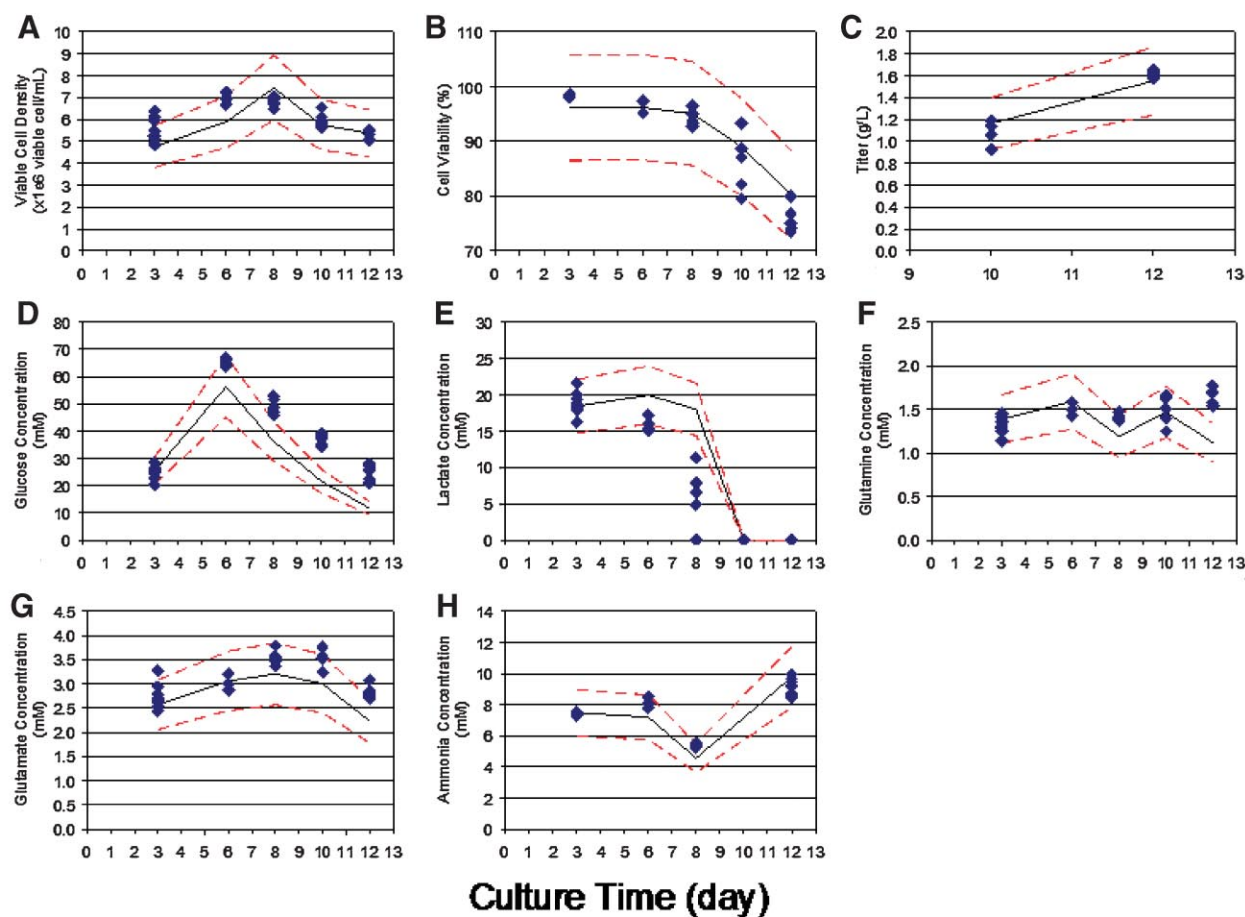 A
Viable Cell Density
(x1e6 viable cell/mL)
10
9
8
7
6
5
4
3
2
1
0
0 1 2 3 4 5 6 7 8 9 10 11 12 13
B
Cell Viability (%)
110
100
90
80
70
0 1 2 3 4 5 6 7 8 9 10 11 12 13
C
Titer (g/L)
2.0
1.8
1.6
1.4
1.2
1.0
0.8
0.6
0.4
0.2
0.0
9 10 11 12 13
D
Glucose Concentration
(mM)
80
70
60
50
40
30
20
10
0
0 1 2 3 4 5 6 7 8 9 10 11 12 13
E
Lactate Concentration
(mM)
30
25
20
15
10
5
0
0 1 2 3 4 5 6 7 8 9 10 11 12 13
F
Glutamine Concentration
(mM)
2.5
2.0
1.5
1.0
0.5
0.0
0 1 2 3 4 5 6 7 8 9 10 11 12 13
G
Glutamate Concentration
(mM)
4.5
4.0
3.5
3.0
2.5
2.0
1.5
1.0
0.5
0.0
0 1 2 3 4 5 6 7 8 9 10 11 12 13
H
Ammonia Concentration
(mM)
14
12
10
8
6
4
2
0
0 1 2 3 4 5 6 7 8 9 10 11 12 13
Culture Time (day)